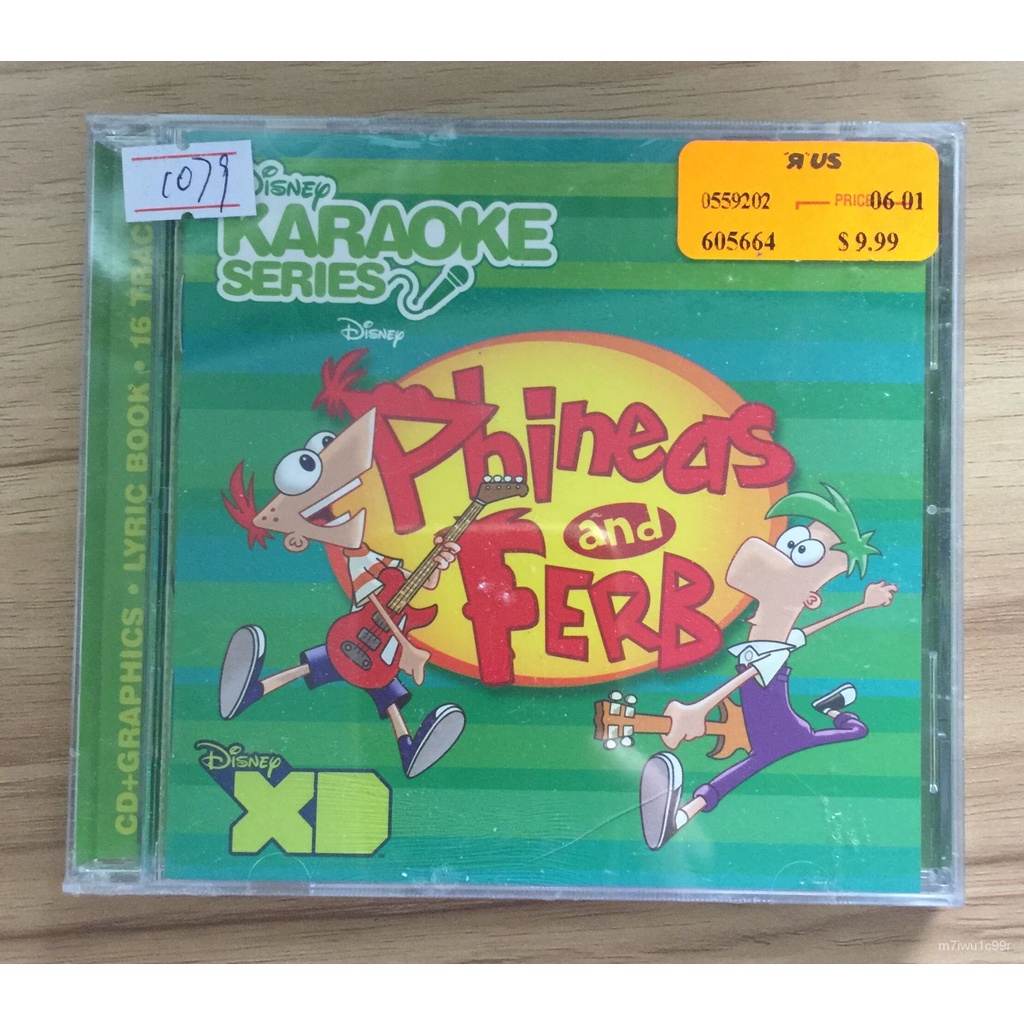 1079
Disney
KARAOKE
SERIES
"R"US
0559202 PRICE 06-01
605664 $9.99
CD+GRAPHICS • LYRIC BOOK • 16 TRAC
Disney
Phineas
and
FERB
Disney
XD
m7iwu1c99r